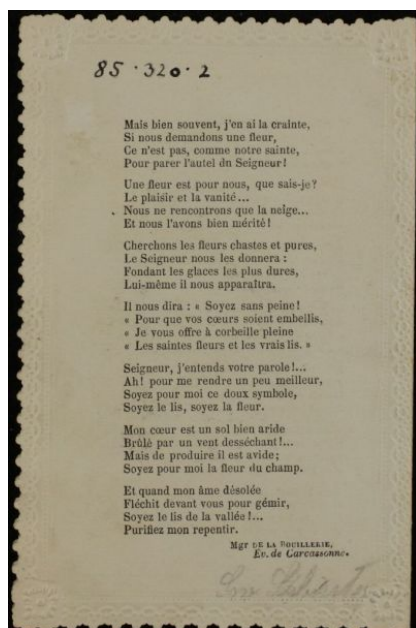 85.320.2
Mais bien souvent, j'en ai la crainte,
Si nous demandons une fleur,
Ce n'est pas, comme notre sainte,
Pour parer l'autel dn Seigneur!
Une fleur est pour nous, que sais-je?
Le plaisir et la vanité...
Nous ne rencontrons que la neige...
Et nous l'avons bien mérité!
Cherchons les fleurs chastes et pures,
Le Seigneur nous les donnera :
Fondant les glaces les plus dures,
Lui-même il nous apparaîtra.
Il nous dira : « Soyez sans peine!
« Pour que vos cœurs soient embellis,
« Je vous offre à corbeille pleine
« Les saintes fleurs et les vrais lis. »
Seigneur, j'entends votre parole!...
Ah! pour me rendre un peu meilleur,
Soyez pour moi ce doux symbole,
Soyez le lis, soyez la fleur.
Mon cœur est un sol bien aride
Brûlé par un vent desséchant!...
Mais de produire il est avide;
Soyez pour moi la fleur du champ.
Et quand mon âme désolée
Fléchit devant vous pour gémir,
Soyez le lis de la vallée!...
Purifiez mon repentir.
Mgr DE LA BOUILLERIE,
Ev. de Carcassonne.